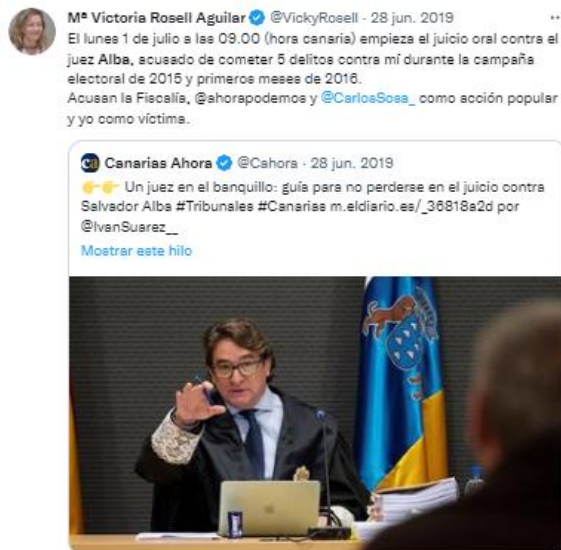 Mª Victoria Rosell Aguilar @VickyRosell · 28 jun. 2019
El lunes 1 de julio a las 09.00 (hora canaria) empieza el juicio oral contra el
juez Alba, acusado de cometer 5 delitos contra mí durante la campaña
electoral de 2015 y primeros meses de 2016.
Acusan la Fiscalía, @ahorapodemos y @CarlosSosa_ como acción popular
y yo como víctima.
ca Canarias Ahora @Cahora · 28 jun. 2019
👉👉 Un juez en el banquillo: guía para no perderse en el juicio contra
Salvador Alba #Tribunales #Canarias m.eldiario.es/_36818a2d por
@IvanSuarez__
Mostrar este hilo